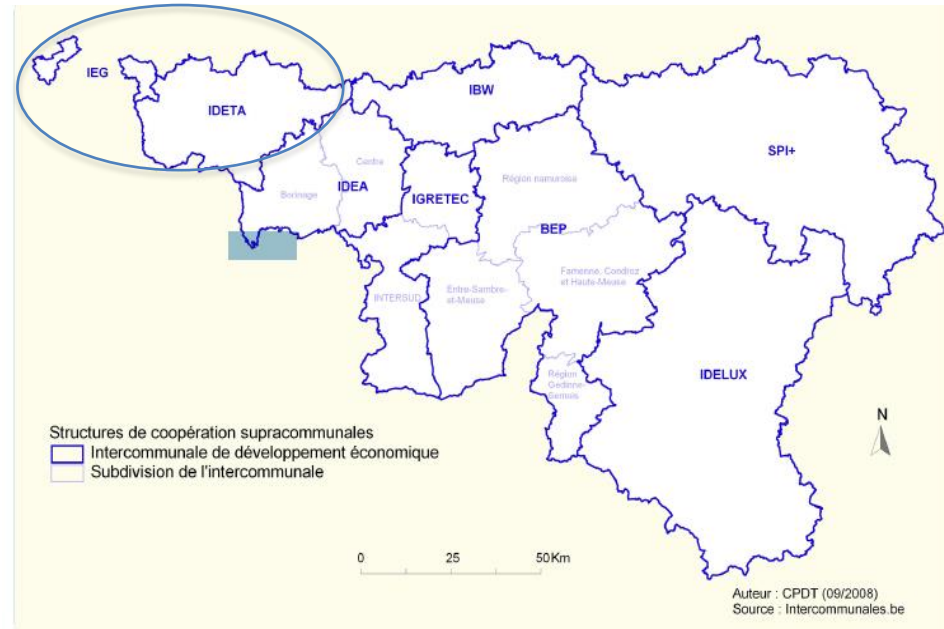 IEG
IDETA
IBW
SPI+
Centre
IDEA
Borinage
IGRETEC
Région namuroise
BEP
INTERSUD
Entre-Sambre-
et-Meuse
Famenne, Condroz
et Haute-Meuse
Région
Gedinne-
Semois
IDELUX
N
Structures de coopération supracommunales
Intercommunale de développement économique
Subdivision de l'intercommunale
0 25 50Km
Auteur : CPDT (09/2008)
Source : Intercommunales.be